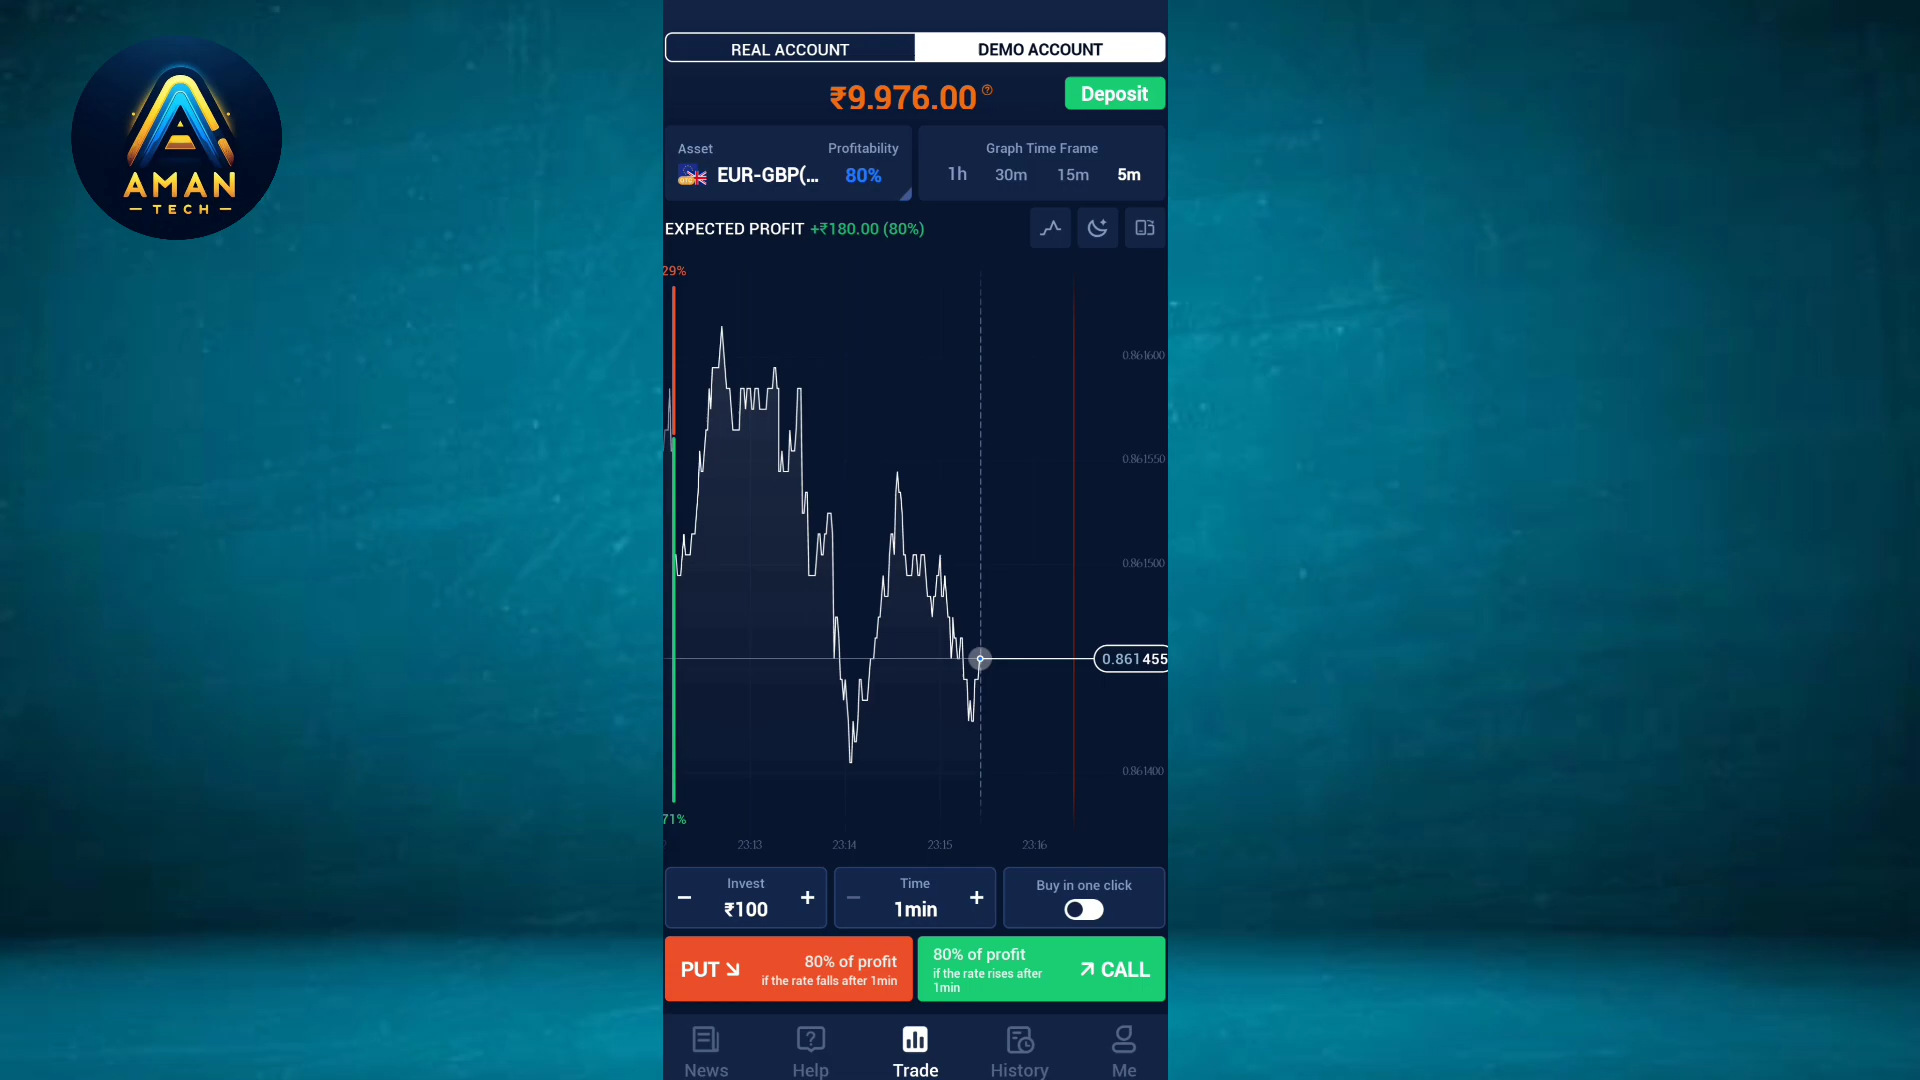 AMAN
TECH
REAL ACCOUNT
DEMO ACCOUNT
₹9,976.00
Deposit
Asset
Profitability
EUR-GBP(...
80%
Graph Time Frame
1h 30m 15m 5m
EXPECTED PROFIT +₹180.00 (80%)
29%
0.861600
0.861550
0.861500
0.861455
0.861400
71%
23:13 23:14 23:15 23:16
Invest
− ₹100 +
Time
− 1min +
Buy in one click
PUT
80% of profit
if the rate falls after 1min
80% of profit
if the rate rises after
1min
CALL
News
Help
Trade
History
Me